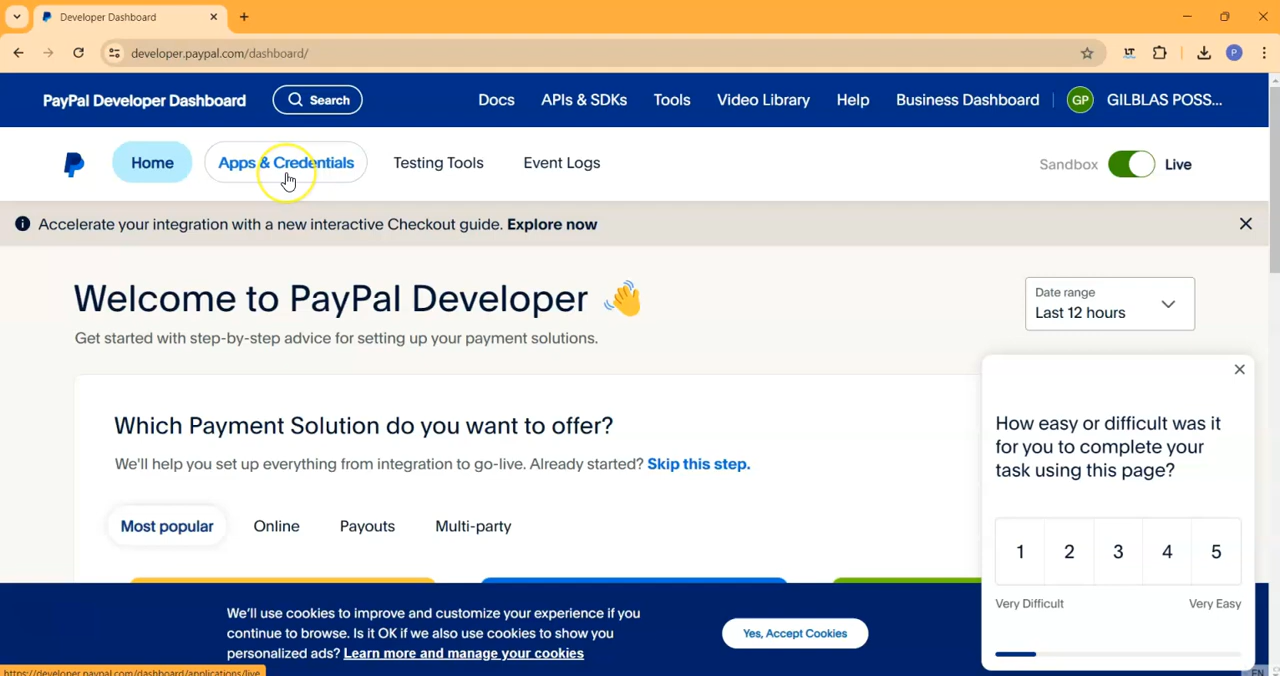 Developer Dashboard
developer.paypal.com/dashboard/
LT
P
PayPal Developer Dashboard
Search
Docs
APIs & SDKs
Tools
Video Library
Help
Business Dashboard
GP
GILBLAS POSS...
Home
Apps & Credentials
Testing Tools
Event Logs
Sandbox
Live
Accelerate your integration with a new interactive Checkout guide. Explore now
Welcome to PayPal Developer
Get started with step-by-step advice for setting up your payment solutions.
Date range
Last 12 hours
Which Payment Solution do you want to offer?
We'll help you set up everything from integration to go-live. Already started? Skip this step.
Most popular
Online
Payouts
Multi-party
How easy or difficult was it
for you to complete your
task using this page?
1
2
3
4
5
Very Difficult
Very Easy
We'll use cookies to improve and customize your experience if you
continue to browse. Is it OK if we also use cookies to show you
personalized ads? Learn more and manage your cookies
Yes, Accept Cookies
https://developer.paypal.com/dashboard/applications/live
EN